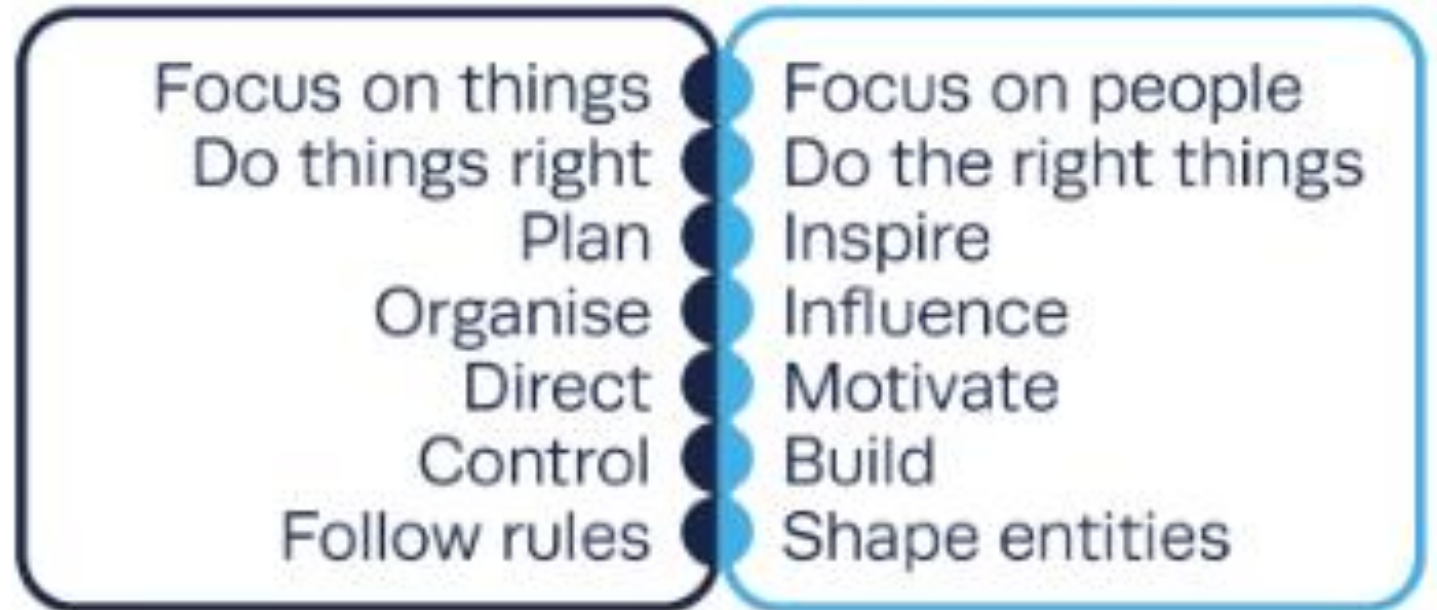 Focus on things
Do things right
Plan
Organise
Direct
Control
Follow rules
Focus on people
Do the right things
Inspire
Influence
Motivate
Build
Shape entities